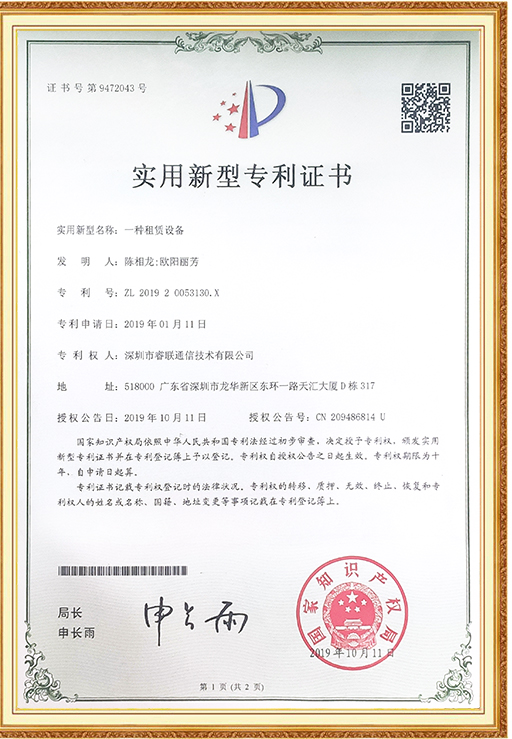 证书号第9472043号
实用新型专利证书
实用新型名称：一种租赁设备
发 明 人：陈相龙;欧阳丽芳
专 利 号：ZL 2019 2 0053130.X
专利申请日：2019年01月11日
专 利 权 人：深圳市睿联通信技术有限公司
地 址：518000 广东省深圳市龙华新区东环一路天汇大厦D栋317
授权公告日：2019年10月11日 授权公告号：CN 209486814 U
国家知识产权局依照中华人民共和国专利法经过初步审查，决定授予专利权，颁发实用
新型专利证书并在专利登记簿上予以登记。专利权自授权公告之日起生效。专利权期限为十
年，自申请日起算。
专利证书记载专利权登记时的法律状况。专利权的转移、质押、无效、终止、恢复和专
利权人的姓名或名称、国籍、地址变更等事项记载在专利登记簿上。
局长
申长雨
申长雨
国家知识产权局
2019年10月11日
第 1 页 (共 2 页)